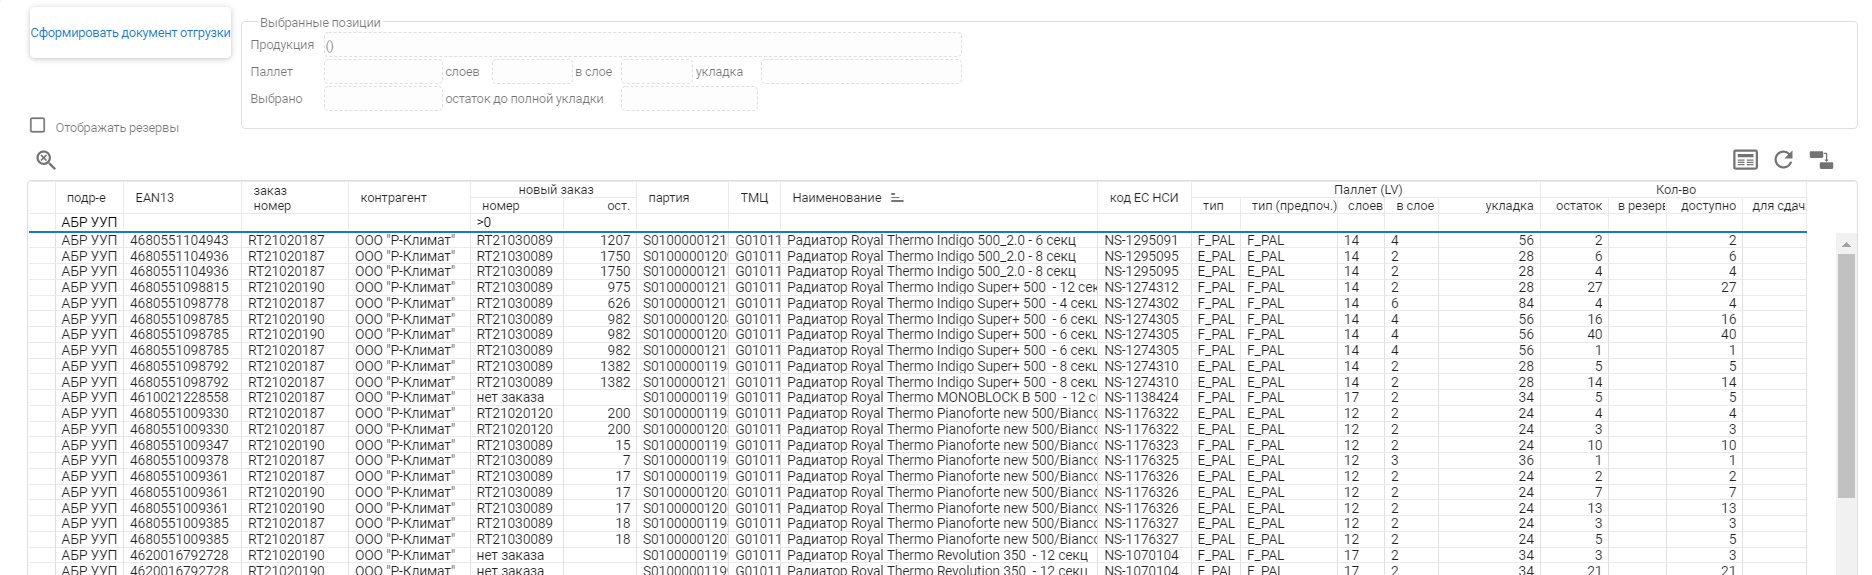 Сформировать документ отгрузки
Выбранные позиции
Продукция ()
Паллет слоев в слое укладка
Выбрано остаток до полной укладки
Отображать резервы
подр-е EAN13 заказ номер контрагент новый заказ номер ост. партия ТМЦ Наименование код ЕС НСИ Паллет (LV) тип тип (предпоч.) слоев в слое укладка Кол-во остаток в резерв доступно для сдач
АБР УУП >0
АБР УУП 4680551104943 RT21020187 ООО "Р-Климат" RT21030089 1207 S0100000121 G01011 Радиатор Royal Thermo Indigo 500_2.0 - 6 секц NS-1295091 F_PAL F_PAL 14 4 56 2 2
АБР УУП 4680551104936 RT21020187 ООО "Р-Климат" RT21030089 1750 S0100000120 G01011 Радиатор Royal Thermo Indigo 500_2.0 - 8 секц NS-1295095 E_PAL E_PAL 14 2 28 6 6
АБР УУП 4680551104936 RT21020187 ООО "Р-Климат" RT21030089 1750 S0100000121 G01011 Радиатор Royal Thermo Indigo 500_2.0 - 8 секц NS-1295095 E_PAL E_PAL 14 2 28 4 4
АБР УУП 4680551098815 RT21020190 ООО "Р-Климат" RT21030089 975 S0100000121 G01011 Радиатор Royal Thermo Indigo Super+ 500 - 12 сек NS-1274312 F_PAL F_PAL 14 2 28 27 27
АБР УУП 4680551098778 RT21020187 ООО "Р-Климат" RT21030089 626 S0100000121 G01011 Радиатор Royal Thermo Indigo Super+ 500 - 4 секц NS-1274302 F_PAL F_PAL 14 6 84 4 4
АБР УУП 4680551098785 RT21020190 ООО "Р-Климат" RT21030089 982 S0100000120 G01011 Радиатор Royal Thermo Indigo Super+ 500 - 6 секц NS-1274305 F_PAL F_PAL 14 4 56 16 16
АБР УУП 4680551098785 RT21020190 ООО "Р-Климат" RT21030089 982 S0100000120 G01011 Радиатор Royal Thermo Indigo Super+ 500 - 6 секц NS-1274305 F_PAL F_PAL 14 4 56 40 40
АБР УУП 4680551098785 RT21020187 ООО "Р-Климат" RT21030089 982 S0100000121 G01011 Радиатор Royal Thermo Indigo Super+ 500 - 6 секц NS-1274305 F_PAL F_PAL 14 4 56 1 1
АБР УУП 4680551098792 RT21020187 ООО "Р-Климат" RT21030089 1382 S0100000119 G01011 Радиатор Royal Thermo Indigo Super+ 500 - 8 секц NS-1274310 E_PAL E_PAL 14 2 28 5 5
АБР УУП 4680551098792 RT21020187 ООО "Р-Климат" RT21030089 1382 S0100000121 G01011 Радиатор Royal Thermo Indigo Super+ 500 - 8 секц NS-1274310 E_PAL E_PAL 14 2 28 14 14
АБР УУП 4610021228558 RT21020187 ООО "Р-Климат" нет заказа S0100000119 G01011 Радиатор Royal Thermo MONOBLOCK B 500 - 12 с NS-1138424 F_PAL F_PAL 17 2 34 5 5
АБР УУП 4680551009330 RT21020187 ООО "Р-Климат" RT21020120 200 S0100000119 G01011 Радиатор Royal Thermo Pianoforte new 500/Bianco NS-1176322 E_PAL E_PAL 12 2 24 4 4
АБР УУП 4680551009330 RT21020187 ООО "Р-Климат" RT21020120 200 S0100000120 G01011 Радиатор Royal Thermo Pianoforte new 500/Bianco NS-1176322 E_PAL E_PAL 12 2 24 3 3
АБР УУП 4680551009347 RT21020190 ООО "Р-Климат" RT21030089 15 S0100000119 G01011 Радиатор Royal Thermo Pianoforte new 500/Bianco NS-1176323 F_PAL F_PAL 12 2 24 10 10
АБР УУП 4680551009378 RT21020187 ООО "Р-Климат" RT21030089 7 S0100000119 G01011 Радиатор Royal Thermo Pianoforte new 500/Bianco NS-1176325 E_PAL E_PAL 12 3 36 1 1
АБР УУП 4680551009361 RT21020187 ООО "Р-Климат" RT21030089 17 S0100000119 G01011 Радиатор Royal Thermo Pianoforte new 500/Bianco NS-1176326 E_PAL E_PAL 12 2 24 2 2
АБР УУП 4680551009361 RT21020190 ООО "Р-Климат" RT21030089 17 S0100000120 G01011 Радиатор Royal Thermo Pianoforte new 500/Bianco NS-1176326 E_PAL E_PAL 12 2 24 7 7
АБР УУП 4680551009361 RT21020190 ООО "Р-Климат" RT21030089 17 S0100000120 G01011 Радиатор Royal Thermo Pianoforte new 500/Bianco NS-1176326 E_PAL E_PAL 12 2 24 13 13
АБР УУП 4680551009385 RT21020187 ООО "Р-Климат" RT21030089 18 S0100000119 G01011 Радиатор Royal Thermo Pianoforte new 500/Bianco NS-1176327 E_PAL E_PAL 12 2 24 3 3
АБР УУП 4680551009385 RT21020187 ООО "Р-Климат" RT21030089 18 S0100000120 G01011 Радиатор Royal Thermo Pianoforte new 500/Bianco NS-1176327 E_PAL E_PAL 12 2 24 5 5
АБР УУП 4620016792728 RT21020190 ООО "Р-Климат" нет заказа S0100000119 G01011 Радиатор Royal Thermo Revolution 350 - 12 секц NS-1070104 F_PAL F_PAL 17 2 34 3 3
АБР УУП 4620016792728 RT21020190 ООО "Р-Климат" нет заказа S0100000119 G01011 Радиатор Royal Thermo Revolution 350 - 12 секц NS-1070104 F_PAL F_PAL 17 2 34 21 21